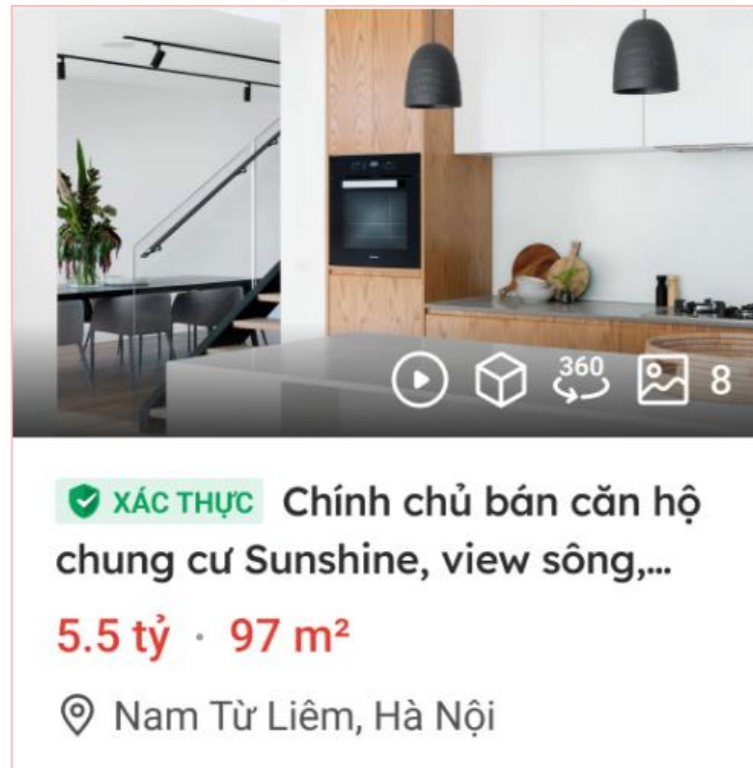 360
8
XÁC THỰC Chính chủ bán căn hộ
chung cư Sunshine, view sông,...
5.5 tỷ · 97 m²
Nam Từ Liêm, Hà Nội